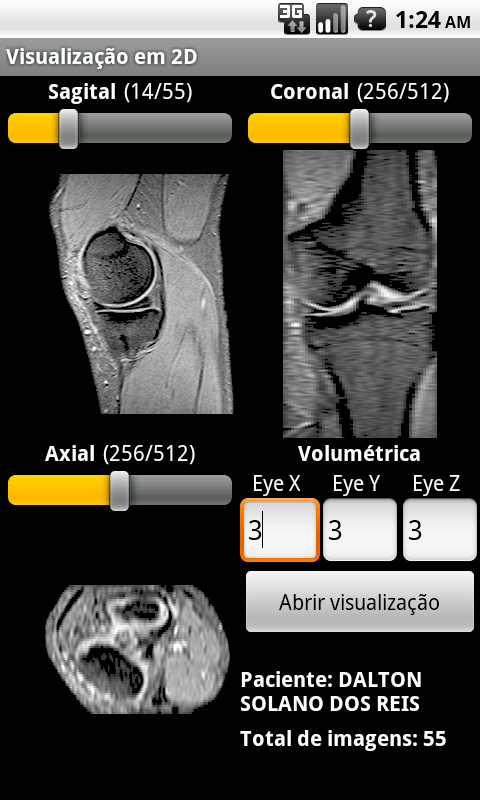 3G 1:24 AM
Visualização em 2D
Sagital (14/55)
Coronal (256/512)
Axial (256/512)
Volumétrica
Eye X Eye Y Eye Z
3 3 3
Abrir visualização
Paciente: DALTON
SOLANO DOS REIS
Total de imagens: 55